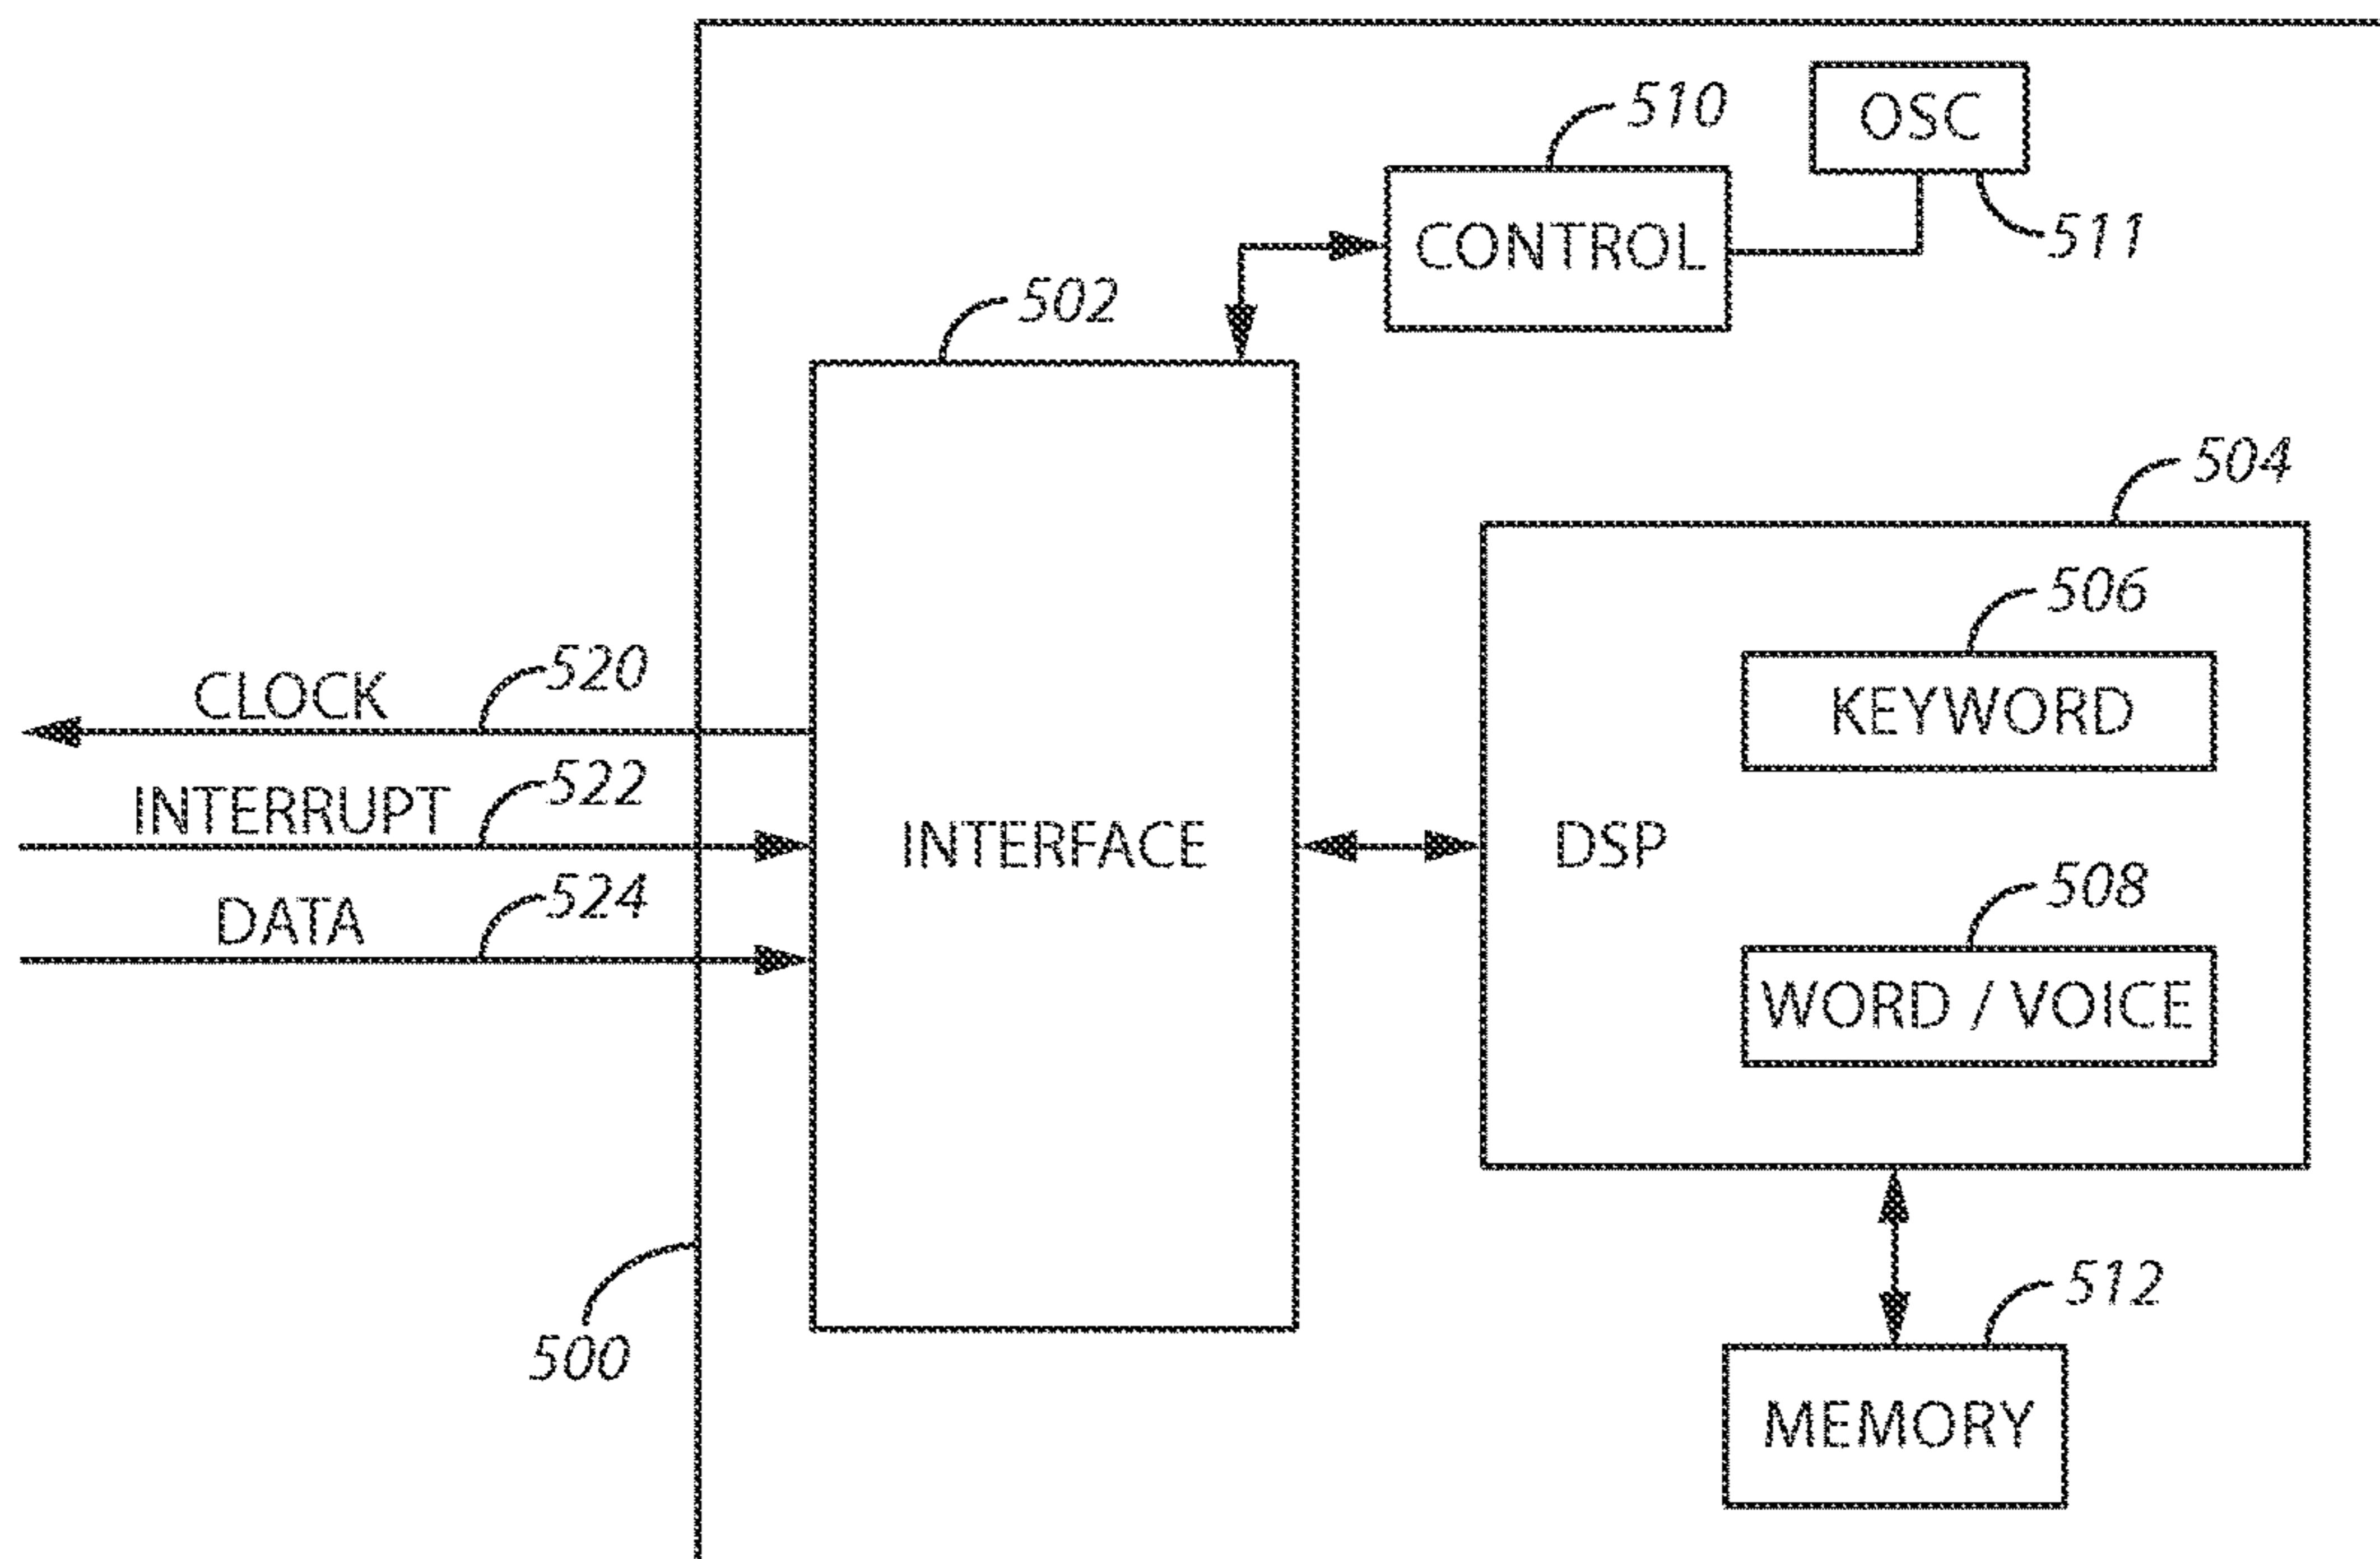 OSC
510
CONTROL
511
502
504
506
KEYWORD
520
CLOCK
522
INTERRUPT
INTERFACE
DSP
524
DATA
508
WORD / VOICE
512
500
MEMORY